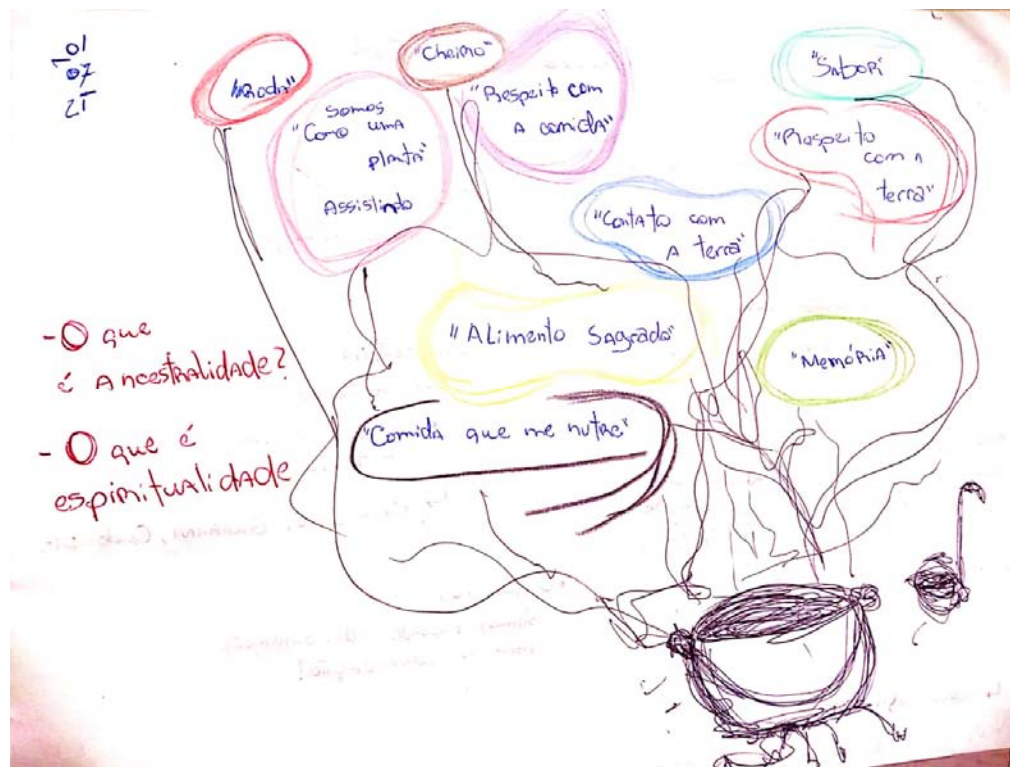 01
07
21
"Cheiro"
"Sabor"
somos
"Como uma
planta"
Assistindo
"Respeito com
A comida"
"Respeito
com a
terra"
"Contato com
A terra"
- O que
é Ancestralidade?
"ALimento Sagrado"
"Memória"
"Comida que me nutre"
- O que é
espiritualidade